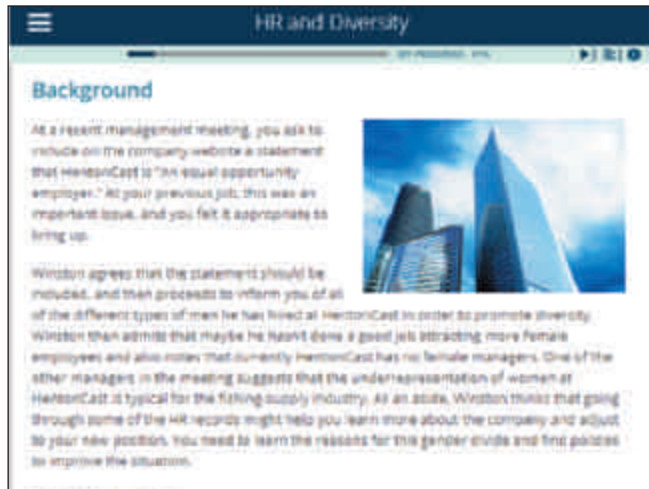 HR and Diversity
Background
At a recent management meeting, you ask to
include on the company website a statement
that HentonCast is "an equal opportunity
employer." At your previous job, this was an
important issue, and you felt it appropriate to
bring up.
Winston agrees that the statement should be
included, and then proceeds to inform you of all
of the different types of men he has hired at HentonCast in order to promote diversity.
Winston then admits that maybe he hasn't done a good job attracting more female
employees and also notes that currently HentonCast has no female managers. One of the
other managers in the meeting suggests that the underrepresentation of women at
HentonCast is typical for the fishing supply industry. As an aside, Winston thinks that going
through some of the HR records might help you learn more about the company and adjust
to your new position. You need to learn the reasons for this gender divide and find policies
to improve the situation.